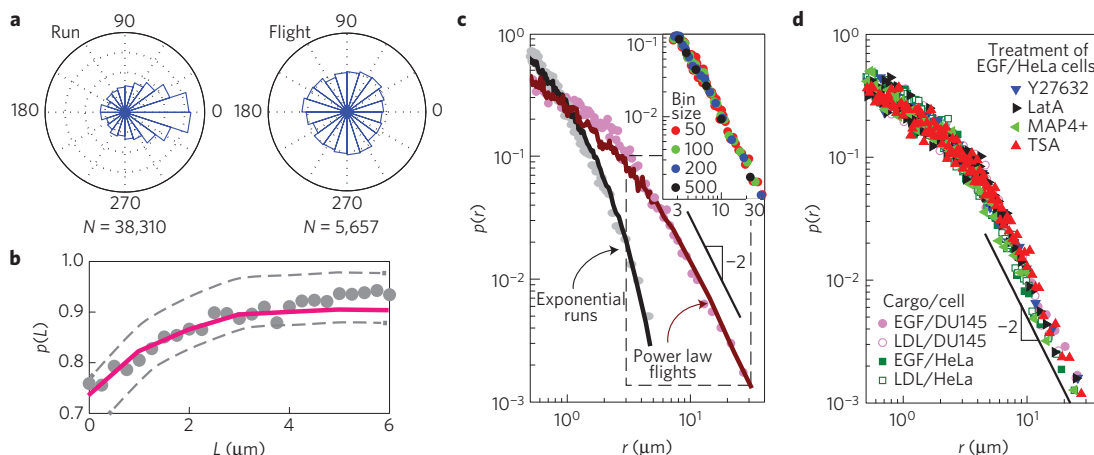 a
Run
90
180
0
270
N = 38,310
Flight
90
180
0
270
N = 5,657
b
p(L)
1.0
0.9
0.8
0.7
0
2
4
6
L (μm)
c
p(r)
10⁰
10⁻¹
10⁻²
10⁻³
10⁰
10¹
r (μm)
Exponential
runs
Power law
flights
−2
10⁻¹
10⁻²
3
10
30
Bin
size
50
100
200
500
d
p(r)
10⁰
10⁻¹
10⁻²
10⁻³
10⁰
10¹
r (μm)
Treatment of
EGF/HeLa cells
Y27632
LatA
MAP4+
TSA
Cargo/cell
EGF/DU145
LDL/DU145
EGF/HeLa
LDL/HeLa
−2